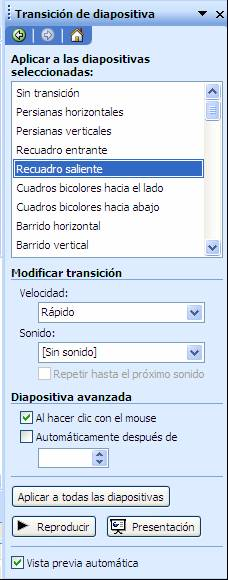 Transición de diapositiva
Aplicar a las diapositivas
seleccionadas:
Sin transición
Persianas horizontales
Persianas verticales
Recuadro entrante
Recuadro saliente
Cuadros bicolores hacia el lado
Cuadros bicolores hacia abajo
Barrido horizontal
Barrido vertical
Modificar transición
Velocidad:
Rápido
Sonido:
[Sin sonido]
Repetir hasta el próximo sonido
Diapositiva avanzada
Al hacer clic con el mouse
Automáticamente después de
Aplicar a todas las diapositivas
Reproducir
Presentación
Vista previa automática